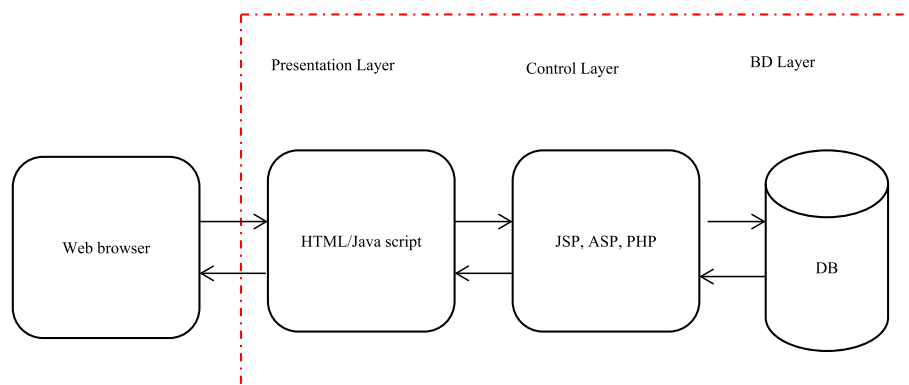 Presentation Layer
Control Layer
BD Layer
Web browser
HTML/Java script
JSP, ASP, PHP
DB